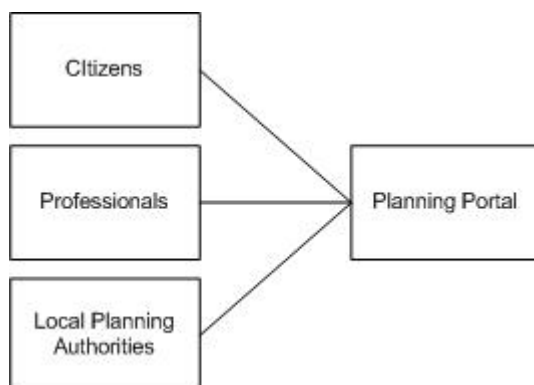 CItizens
Professionals
Planning Portal
Local Planning
Authorities